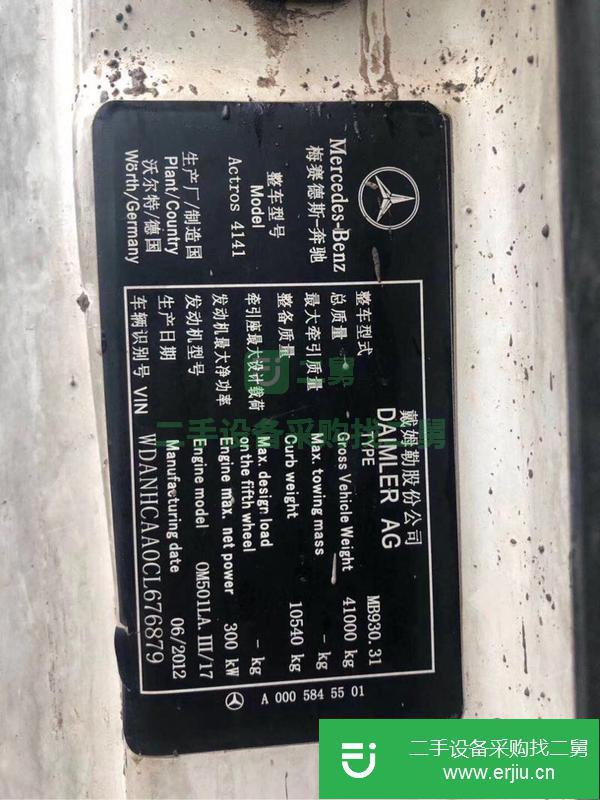 Mercedes-Benz
梅赛德斯-奔驰
整车型号
Model
Actros 4141
生产厂/制造国
Plant/Country
沃尔特/德国
Wörth/Germany
戴姆勒股份公司
DAIMLER AG
整车型式 TYPE MB930.31
总质量 Gross Vehicle Weight 41000 kg
最大牵引质量 Max. towing mass - kg
整备质量 Curb weight 10540 kg
牵引座最大设计载荷 Max. design load on the fifth wheel - kg
发动机最大净功率 Engine max. net power 300 kW
发动机型号 Engine model OM501LA.III/17
生产日期 Manufacturing date 06/2012
车辆识别号 VIN WDANHCAA0CL676879
A 000 584 55 01
二舅
二手设备采购找二舅
二手设备采购找二舅
www.erjiu.cn